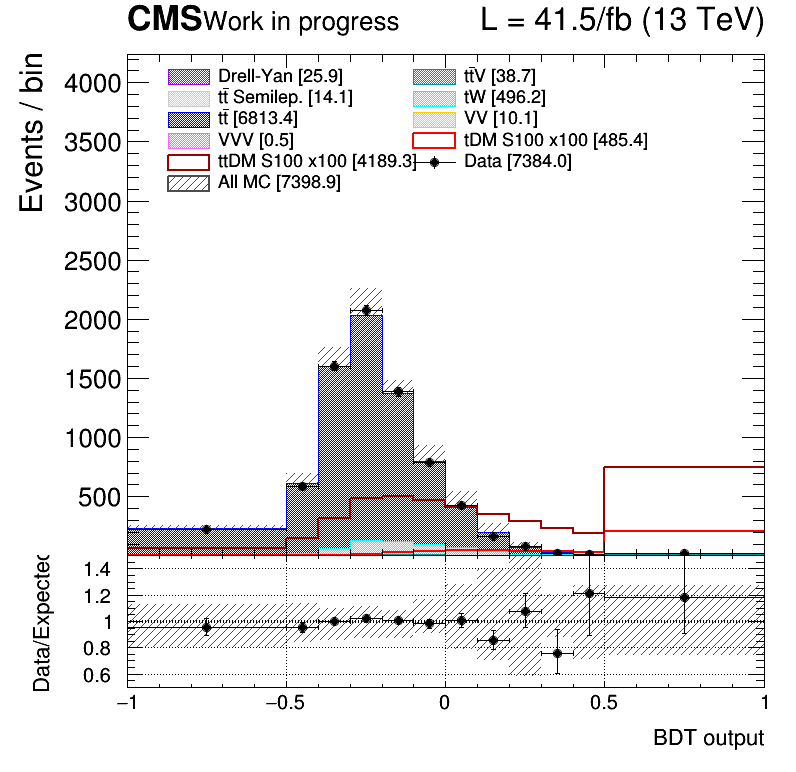 CMS Work in progress L = 41.5/fb (13 TeV)
Events / bin
4000
3500
3000
2500
2000
1500
1000
500
Drell-Yan [25.9]
tt̄ Semilep. [14.1]
tt̄ [6813.4]
VVV [0.5]
ttDM S100 x100 [4189.3]
All MC [7398.9]
tt̄V [38.7]
tW [496.2]
VV [10.1]
tDM S100 x100 [485.4]
Data [7384.0]
Data/Expected
1.4
1.2
1.0
0.8
0.6
−1 −0.5 0 0.5 1
BDT output